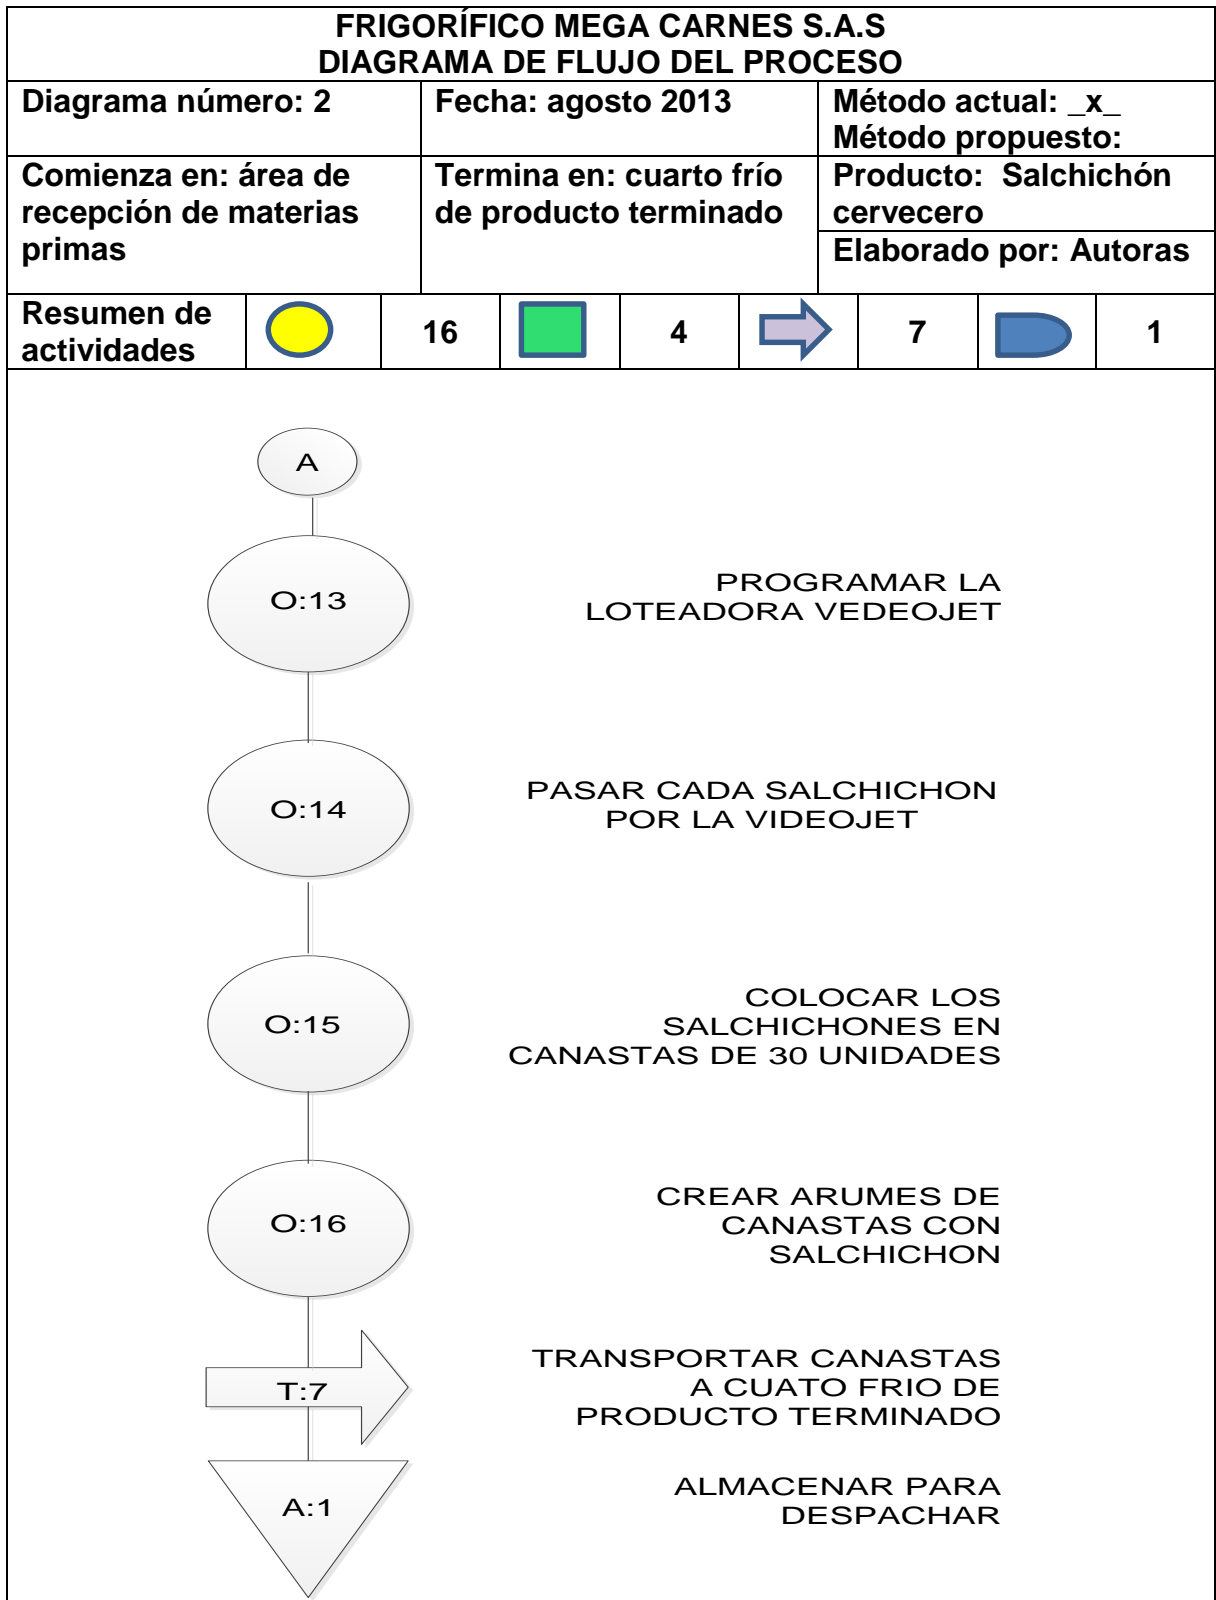 FRIGORÍFICO MEGA CARNES S.A.S
DIAGRAMA DE FLUJO DEL PROCESO
Diagrama número: 2
Fecha: agosto 2013
Método actual: _x_
Método propuesto:
Comienza en: área de
recepción de materias
primas
Termina en: cuarto frío
de producto terminado
Producto: Salchichón
cervecero
Elaborado por: Autoras
Resumen de
actividades
16
4
7
1
A
O:13
PROGRAMAR LA
LOTEADORA VEDEOJET
O:14
PASAR CADA SALCHICHON
POR LA VIDEOJET
O:15
COLOCAR LOS
SALCHICHONES EN
CANASTAS DE 30 UNIDADES
O:16
CREAR ARUMES DE
CANASTAS CON
SALCHICHON
T:7
TRANSPORTAR CANASTAS
A CUATO FRIO DE
PRODUCTO TERMINADO
A:1
ALMACENAR PARA
DESPACHAR